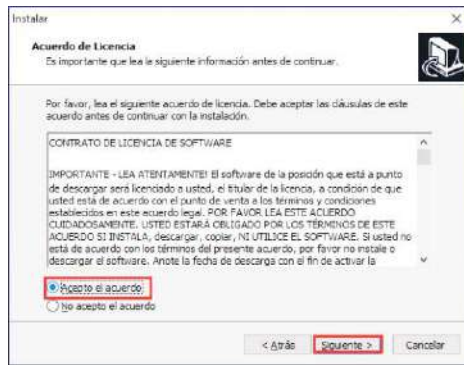 Instalar
Acuerdo de Licencia
Es importante que lea la siguiente información antes de continuar.
Por favor, lea el siguiente acuerdo de licencia. Debe aceptar las cláusulas de este
acuerdo antes de continuar con la instalación.
CONTRATO DE LICENCIA DE SOFTWARE
IMPORTANTE - LEA ATENTAMENTE! El software de la posición que está a punto
de descargar será licenciado a usted, el titular de la licencia, a condición de que
usted está de acuerdo con el punto de venta a los términos y condiciones
establecidos en este acuerdo legal. POR FAVOR LEA ESTE ACUERDO
CUIDADOSAMENTE. USTED ESTARÁ OBLIGADO POR LOS TÉRMINOS DE ESTE
ACUERDO SI INSTALA, descargar, copiar, NI UTILICE EL SOFTWARE. Si usted no
está de acuerdo con los términos del presente acuerdo, por favor no instale o
descargar el software. Anote la fecha de descarga con el fin de activar la
Acepto el acuerdo
No acepto el acuerdo
< Atrás Siguiente > Cancelar